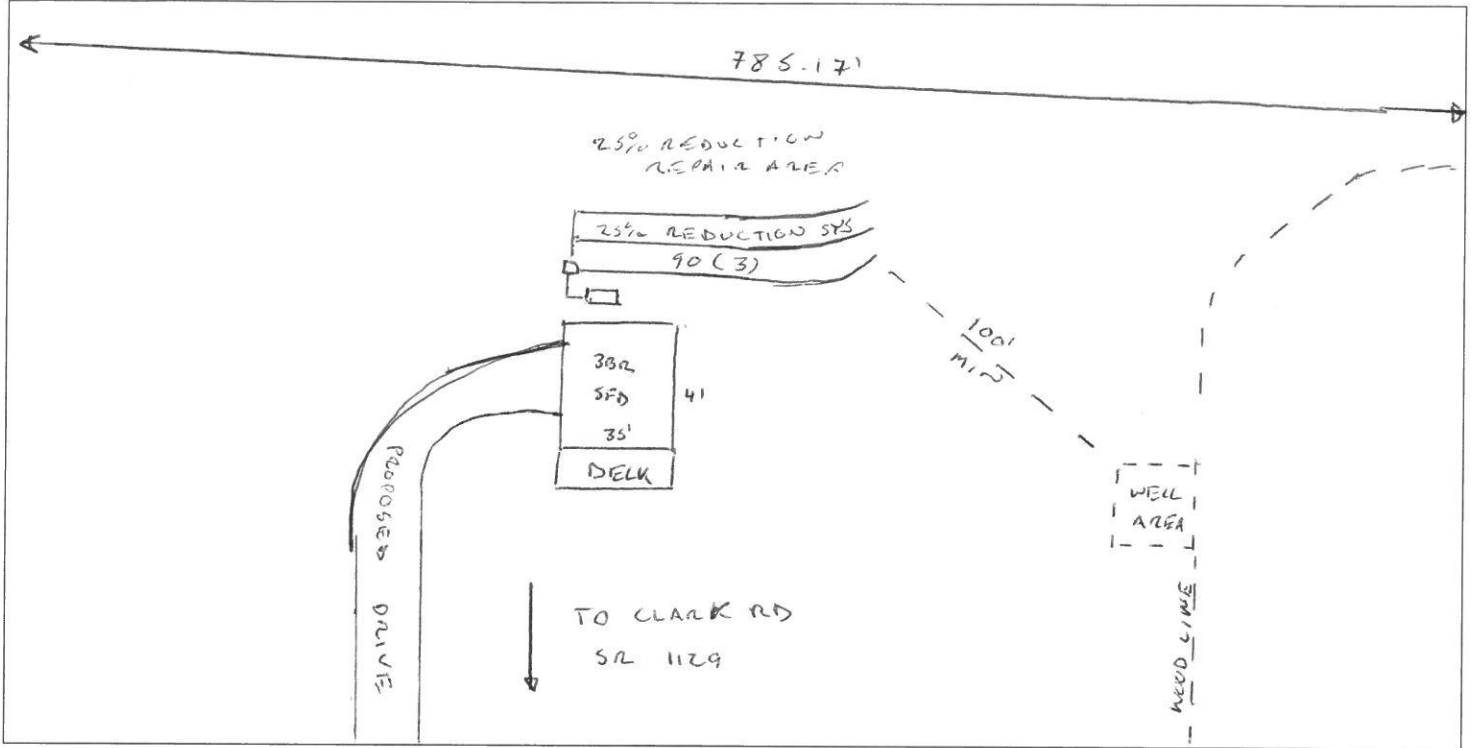 785.17'
25% REDUCTION
REPAIR AREA
25% REDUCTION SYS
90 (3)
100'
MIN
3BR
SFD
41
35'
DECK
WELL
AREA
PROPOSED DRIVE
TO CLARK RD
SR 1129
WOOD LINE